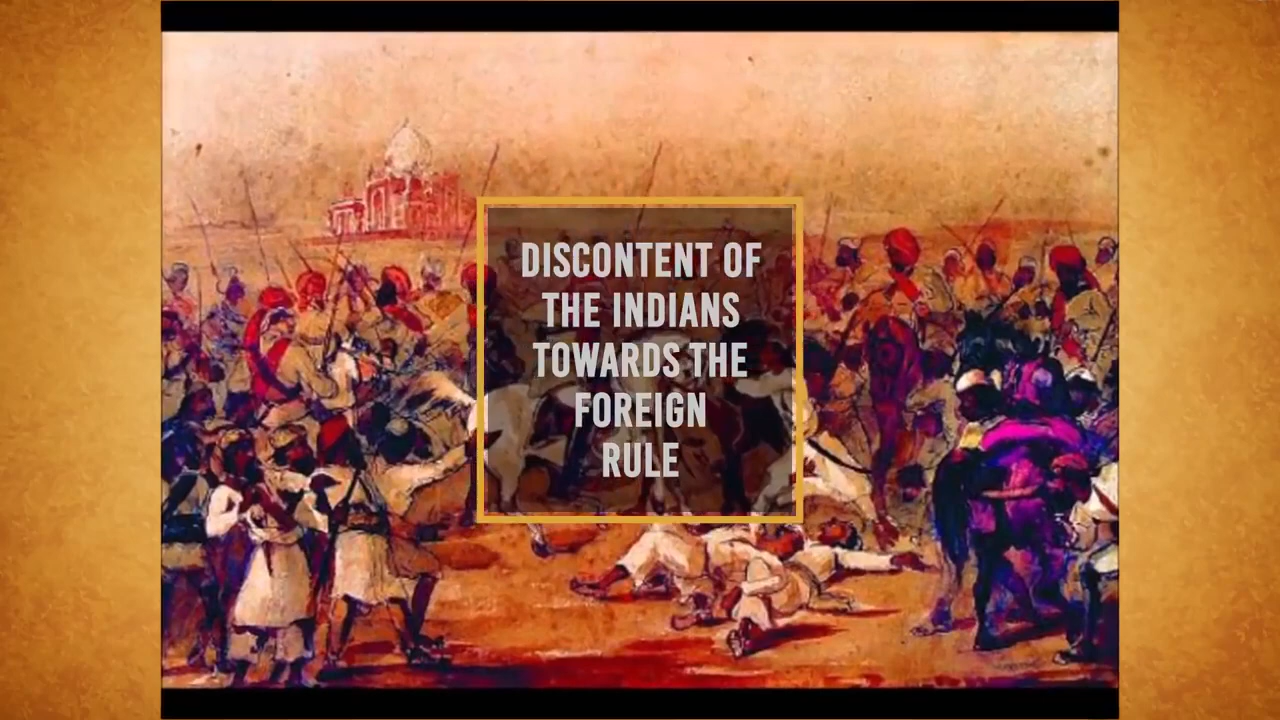 DISCONTENT OF
THE INDIANS
TOWARDS THE
FOREIGN
RULE